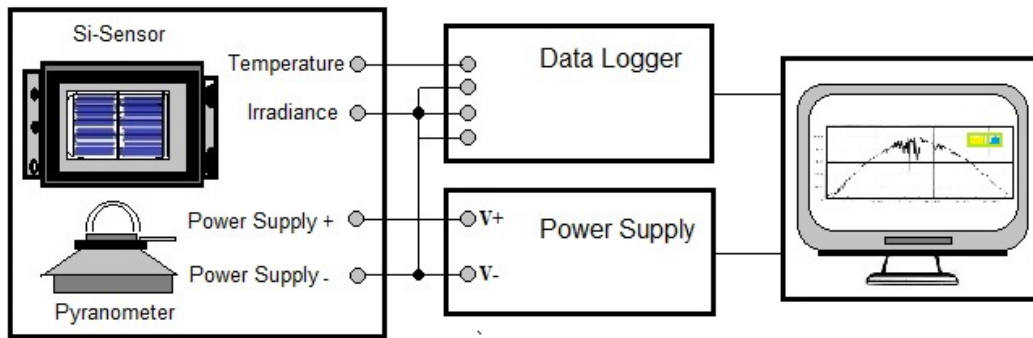 Si-Sensor
Temperature
Irradiance
Power Supply +
Power Supply -
Pyranometer
Data Logger
V+
V-
Power Supply